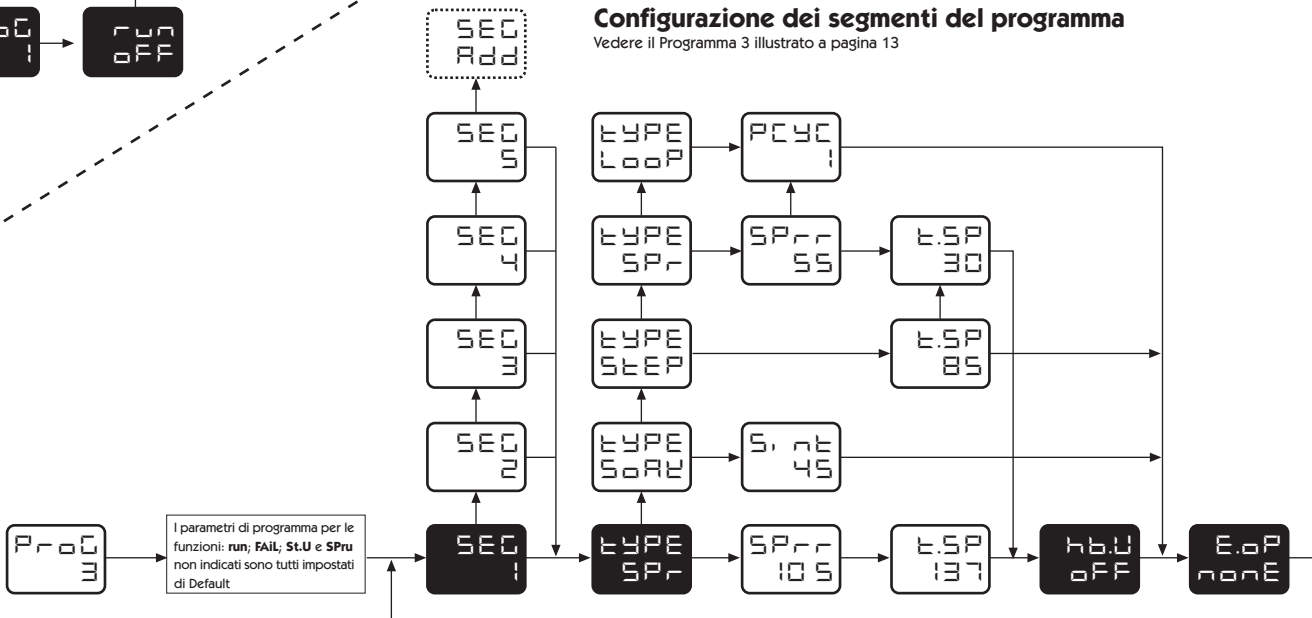 Configurazione dei segmenti del programma
Vedere il Programma 3 illustrato a pagina 13
1
run
oFF
SEG
Add
SEG
5
tYPE
LooP
PCYC
1
SEG
4
tYPE
SPr
SPrr
55
t.SP
30
SEG
3
tYPE
StEP
t.SP
85
SEG
2
tYPE
SoAK
S, nt
45
ProG
3
I parametri di programma per le
funzioni: run; FAiL; St.U e SPru
non indicati sono tutti impostati
di Default
SEG
1
tYPE
SPr
SPrr
10 5
t.SP
137
hb.U
oFF
E.oP
nonE